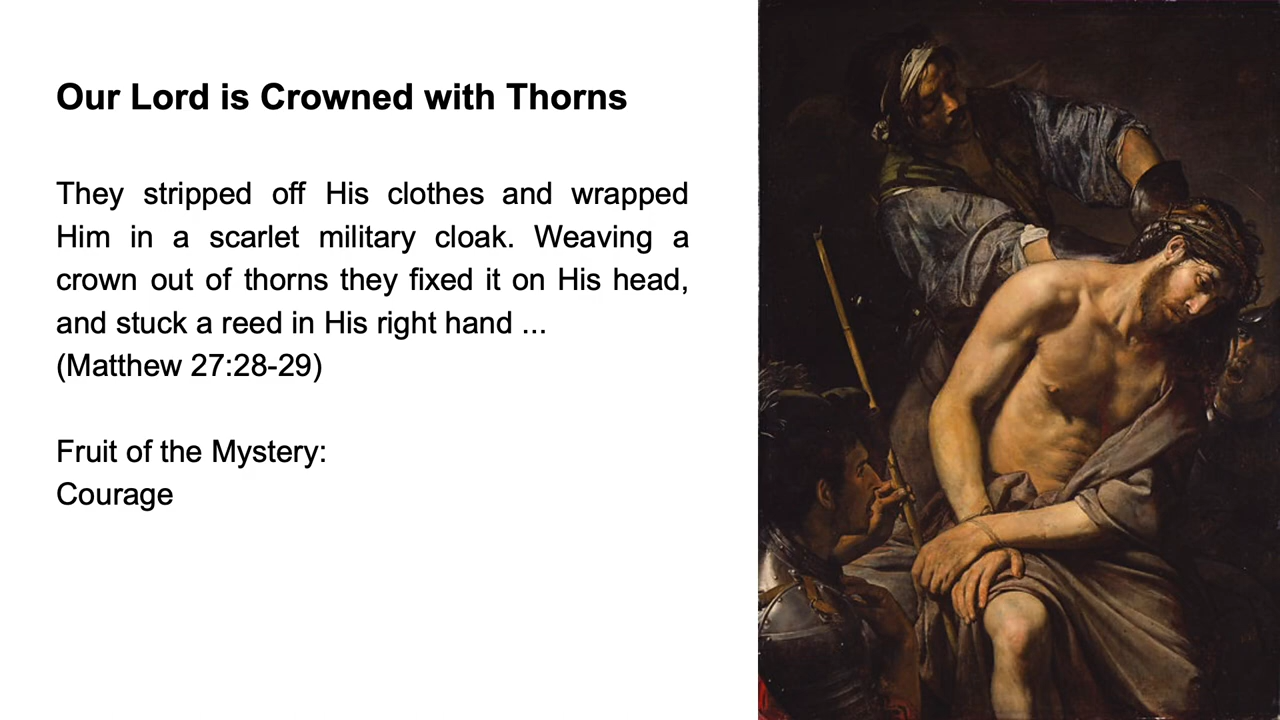 Our Lord is Crowned with Thorns
They stripped off His clothes and wrapped
Him in a scarlet military cloak. Weaving a
crown out of thorns they fixed it on His head,
and stuck a reed in His right hand ...
(Matthew 27:28-29)
Fruit of the Mystery:
Courage